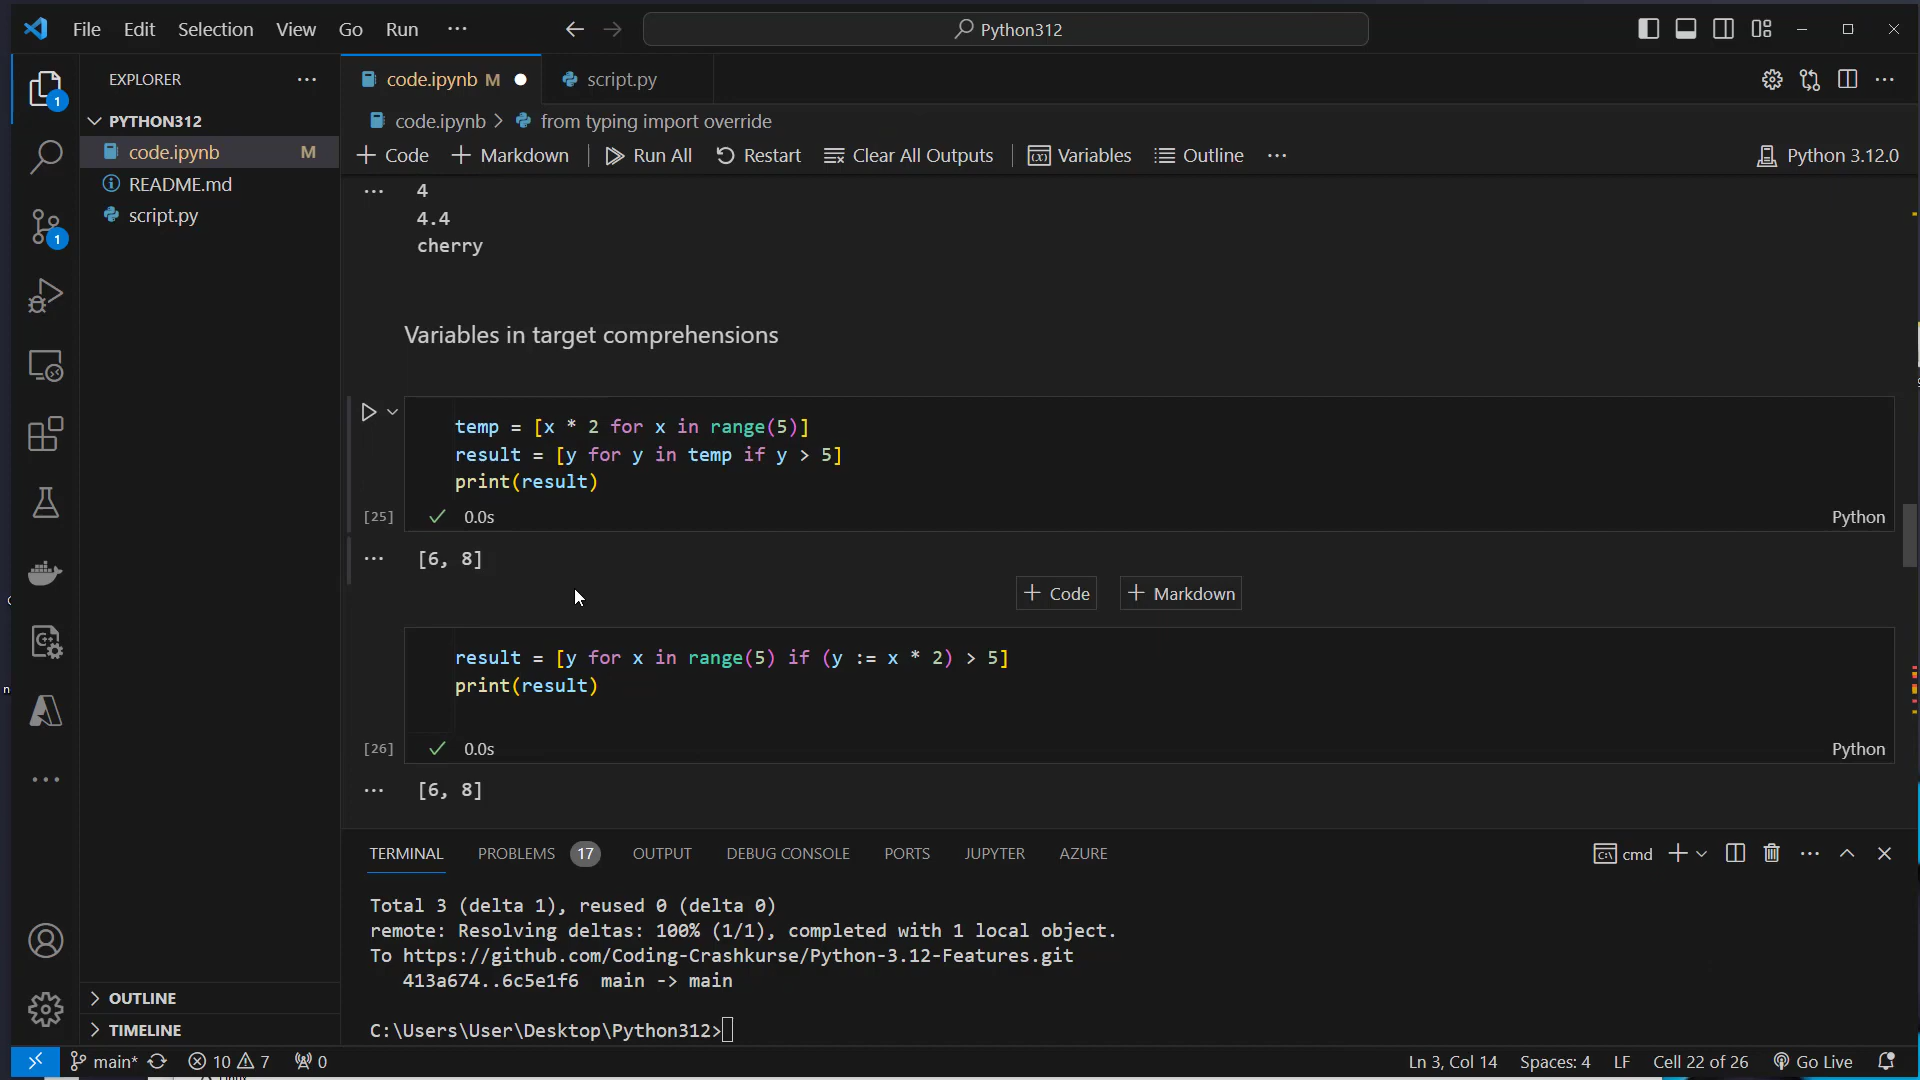 File Edit Selection View Go Run ···
Python312
EXPLORER
PYTHON312
code.ipynb M
README.md
script.py
OUTLINE
TIMELINE
1
1
code.ipynb M
script.py
code.ipynb > from typing import override
+ Code + Markdown Run All Restart Clear All Outputs Variables Outline ···
Python 3.12.0
4
4.4
cherry
Variables in target comprehensions
temp = [x * 2 for x in range(5)]
result = [y for y in temp if y > 5]
print(result)
[25] 0.0s Python
[6, 8]
+ Code + Markdown
result = [y for x in range(5) if (y := x * 2) > 5]
print(result)
[26] 0.0s Python
[6, 8]
TERMINAL PROBLEMS 17 OUTPUT DEBUG CONSOLE PORTS JUPYTER AZURE
cmd
Total 3 (delta 1), reused 0 (delta 0)
remote: Resolving deltas: 100% (1/1), completed with 1 local object.
To https://github.com/Coding-Crashkurse/Python-3.12-Features.git
413a674..6c5e1f6 main -> main
C:\Users\User\Desktop\Python312>
main* 10 7 0
Ln 3, Col 14 Spaces: 4 LF Cell 22 of 26 Go Live